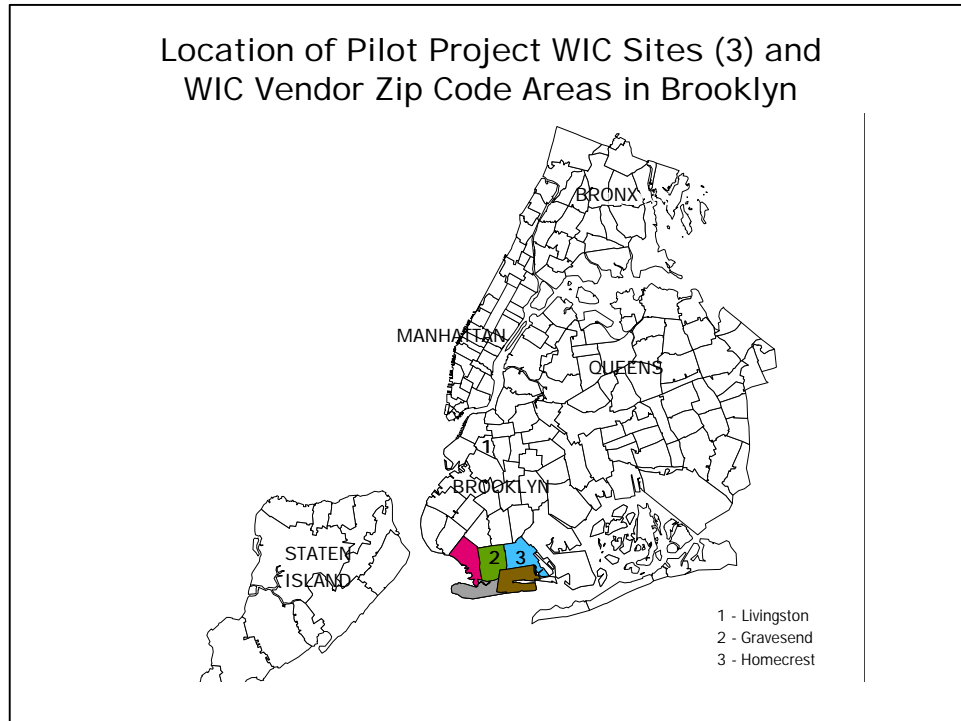 Location of Pilot Project WIC Sites (3) and
WIC Vendor Zip Code Areas in Brooklyn
BRONX
MANHATTAN
QUEENS
1
BROOKLYN
STATEN
ISLAND
2
3
1 - Livingston
2 - Gravesend
3 - Homecrest